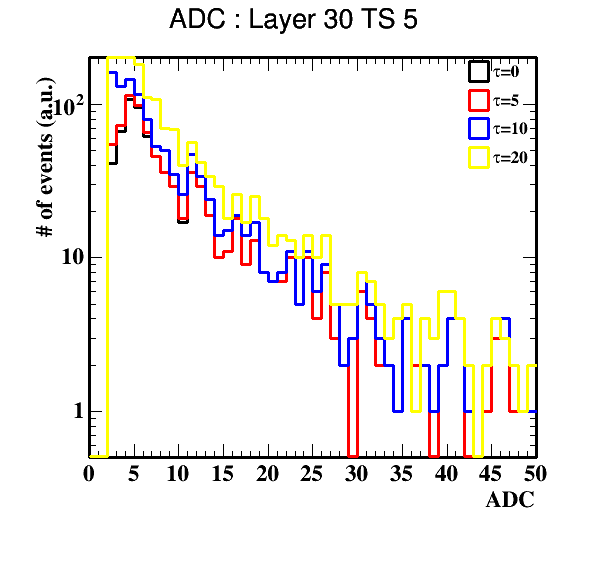 ADC : Layer 30 TS 5
# of events (a.u.)
10²
10
1
τ=0
τ=5
τ=10
τ=20
0 5 10 15 20 25 30 35 40 45 50
ADC